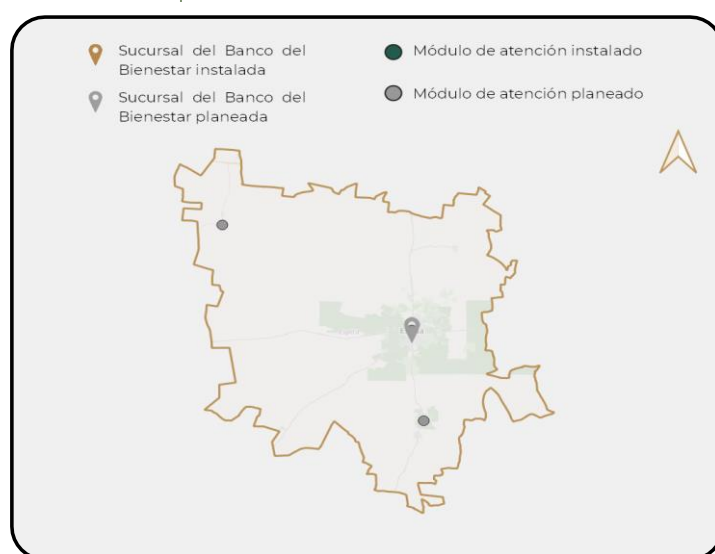 Sucursal del Banco del
Bienestar instalada
Sucursal del Banco del
Bienestar planeada
Módulo de atención instalado
Módulo de atención planeado